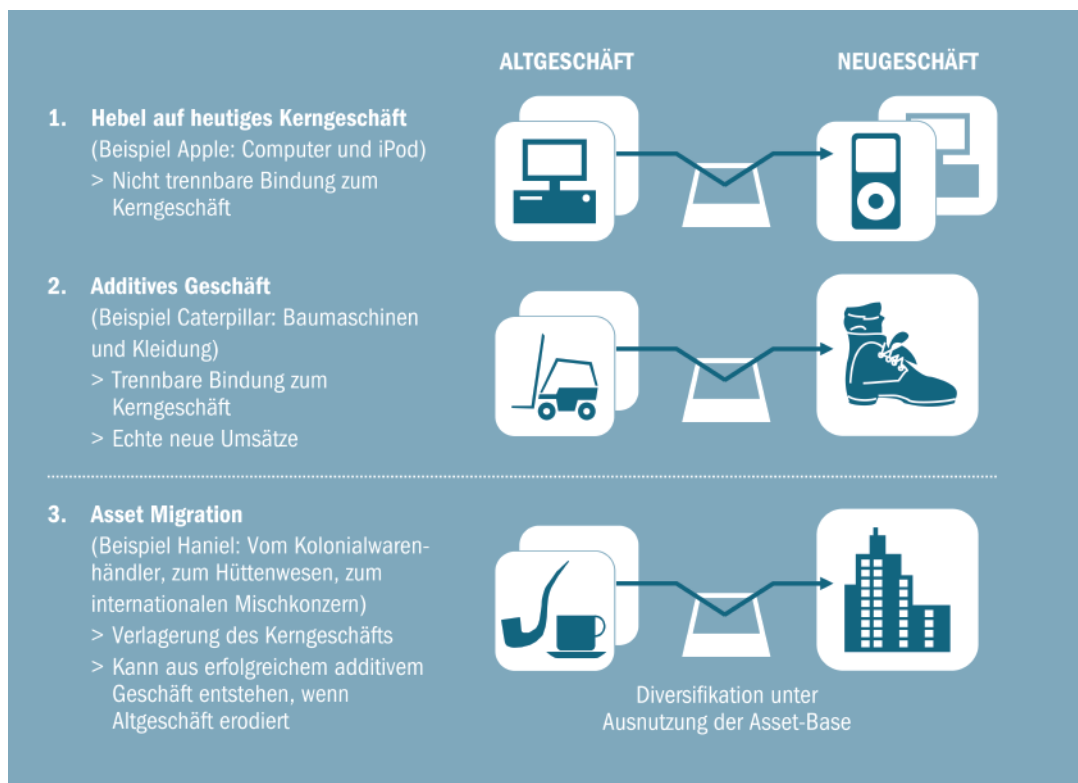 ALTGESCHÄFT
NEUGESCHÄFT
1. Hebel auf heutiges Kerngeschäft
(Beispiel Apple: Computer und iPod)
> Nicht trennbare Bindung zum
Kerngeschäft
2. Additives Geschäft
(Beispiel Caterpillar: Baumaschinen
und Kleidung)
> Trennbare Bindung zum
Kerngeschäft
> Echte neue Umsätze
3. Asset Migration
(Beispiel Haniel: Vom Kolonialwaren-
händler, zum Hüttenwesen, zum
internationalen Mischkonzern)
> Verlagerung des Kerngeschäfts
> Kann aus erfolgreichem additivem
Geschäft entstehen, wenn
Altgeschäft erodiert
Diversifikation unter
Ausnutzung der Asset-Base